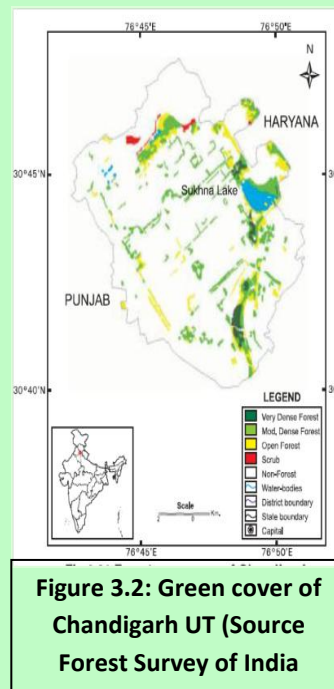 76°45'E
76°50'E
N
HARYANA
30°45'N
Sukhna Lake
PUNJAB
30°40'N
LEGEND
Very Dense Forest
Mod, Dense Forest
Open Forest
Scrub
Non-Forest
Water-bodies
District boundary
State boundary
Capital
Scale
Km.
76°45'E
76°50'E
Figure 3.2: Green cover of
Chandigarh UT (Source
Forest Survey of India